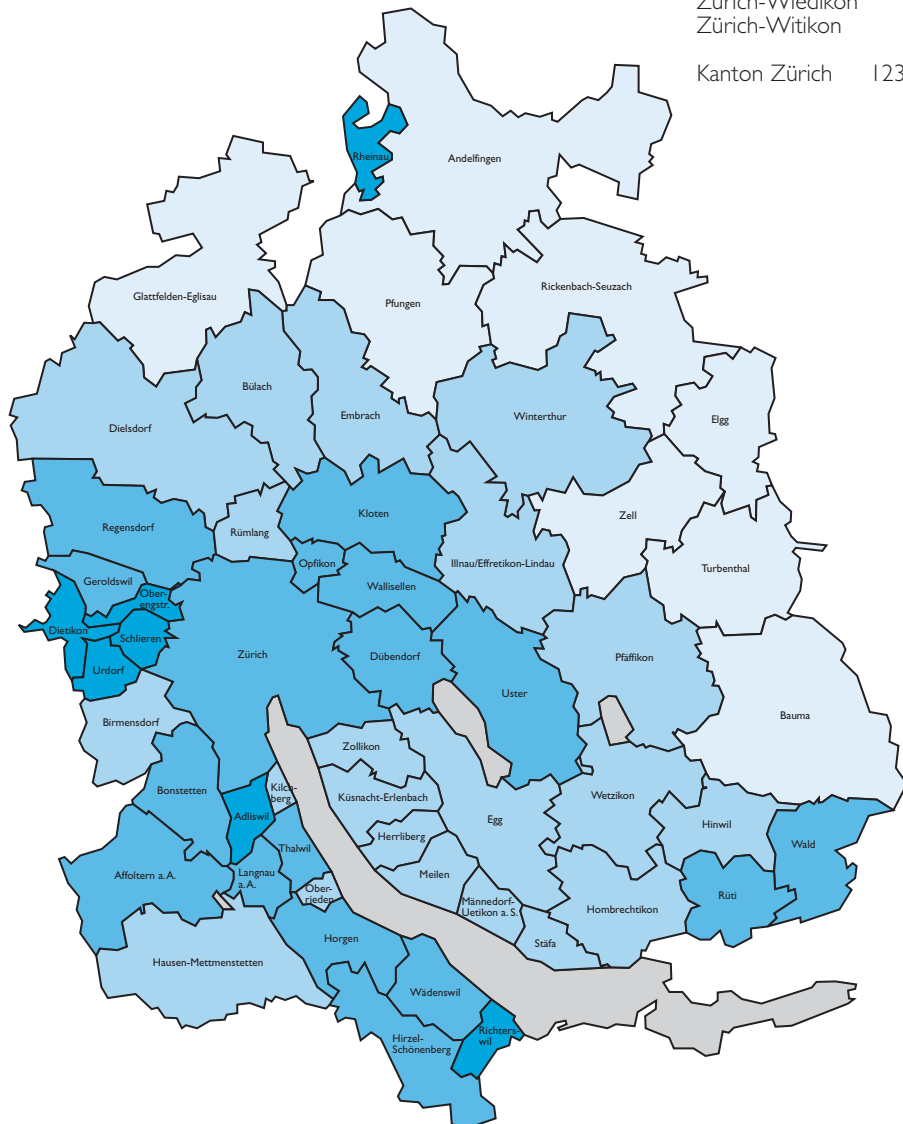 Zürich-Wiedikon
Zürich-Witikon
Kanton Zürich 123
Rheinau
Andelfingen
Glattfelden-Eglisau
Pfungen
Rickenbach-Seuzach
Bülach
Embrach
Winterthur
Elgg
Dielsdorf
Regensdorf
Rümlang
Kloten
Zell
Opfikon
Illnau/Effretikon-Lindau
Turbenthal
Geroldswil
Ober-
engstr.
Wallisellen
Dietikon
Schlieren
Urdorf
Zürich
Dübendorf
Uster
Pfäffikon
Birmensdorf
Bauma
Zollikon
Bonstetten
Kilch-
berg
Küsnacht-Erlenbach
Wetzikon
Adliswil
Egg
Hinwil
Herrliberg
Thalwil
Wald
Affoltern a.A.
Langnau
a.A.
Meilen
Rüti
Ober-
rieden
Männedorf-
Uetikon a. S.
Hombrechtikon
Horgen
Stäfa
Hausen-Mettmenstetten
Wädenswil
Hirzel-
Schönenberg
Richters-
wil